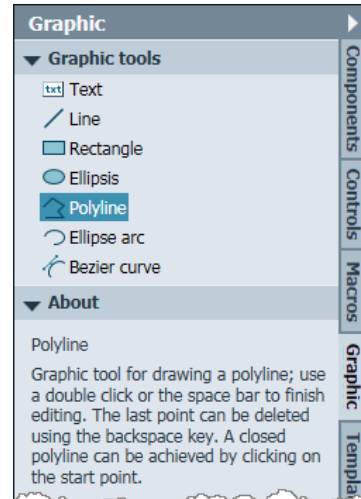 Graphic
Graphic tools
txt Text
Line
Rectangle
Ellipsis
Polyline
Ellipse arc
Bezier curve
About
Polyline
Graphic tool for drawing a polyline; use
a double click or the space bar to finish
editing. The last point can be deleted
using the backspace key. A closed
polyline can be achieved by clicking on
the start point.
Components
Controls
Macros
Graphic